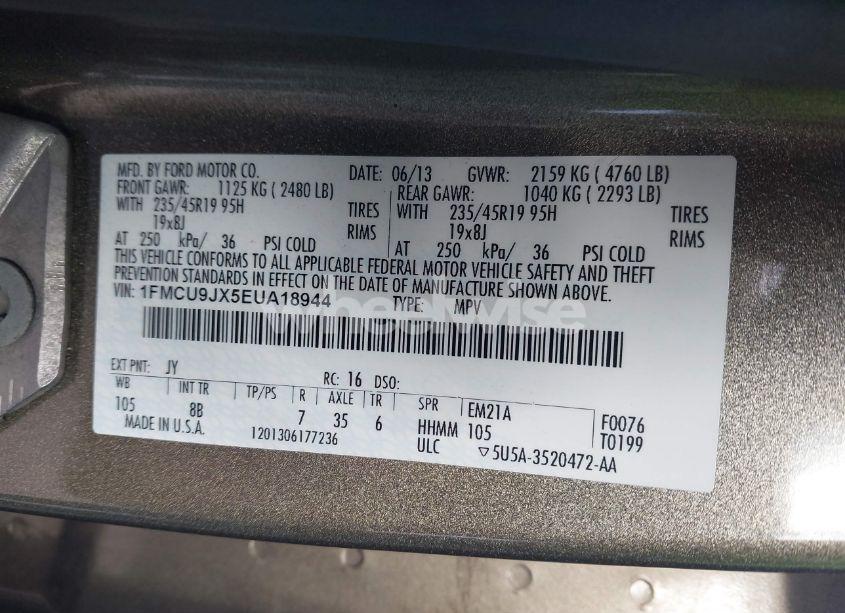 MFD. BY FORD MOTOR CO. DATE: 06/13 GVWR: 2159 KG ( 4760 LB)
FRONT GAWR: 1125 KG ( 2480 LB) REAR GAWR: 1040 KG ( 2293 LB)
WITH 235/45R19 95H TIRES WITH 235/45R19 95H TIRES
19x8J RIMS 19x8J RIMS
AT 250 kPa/ 36 PSI COLD AT 250 kPa/ 36 PSI COLD
THIS VEHICLE CONFORMS TO ALL APPLICABLE FEDERAL MOTOR VEHICLE SAFETY AND THEFT
PREVENTION STANDARDS IN EFFECT ON THE DATE OF MANUFACTURE SHOWN ABOVE.
VIN: 1FMCU9JX5EUA18944 TYPE: MPV
wheelwise
EXT PNT: JY RC: 16 DSO:
WB INT TR TP/PS R AXLE TR SPR EM21A F0076
105 8B 7 35 6 HHMM 105 T0199
MADE IN U.S.A. 1201306177236 ULC ▽5U5A-3520472-AA